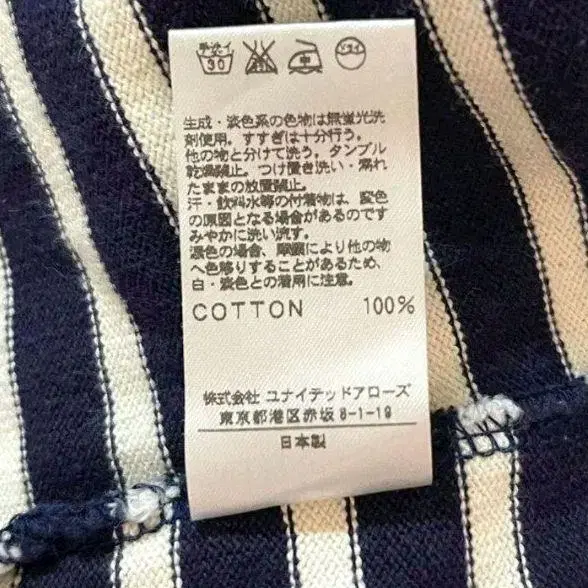 手洗イ 30 中 ドライ
生成・淡色系の色物は無蛍光洗
剤使用。すすぎは十分行う。
他の物と分けて洗う。タンブル
乾燥禁止。つけ置き洗い・濡れ
たままの放置禁止。
汗・飲料水等の付着物は、変色
の原因となる場合があるのです
みやかに洗い流す。
濃色の場合、摩擦により他の物
へ色移りすることがあるため、
白・淡色との着用に注意。
COTTON 100%
株式会社 ユナイテッドアローズ
東京都港区赤坂8-1-19
日本製